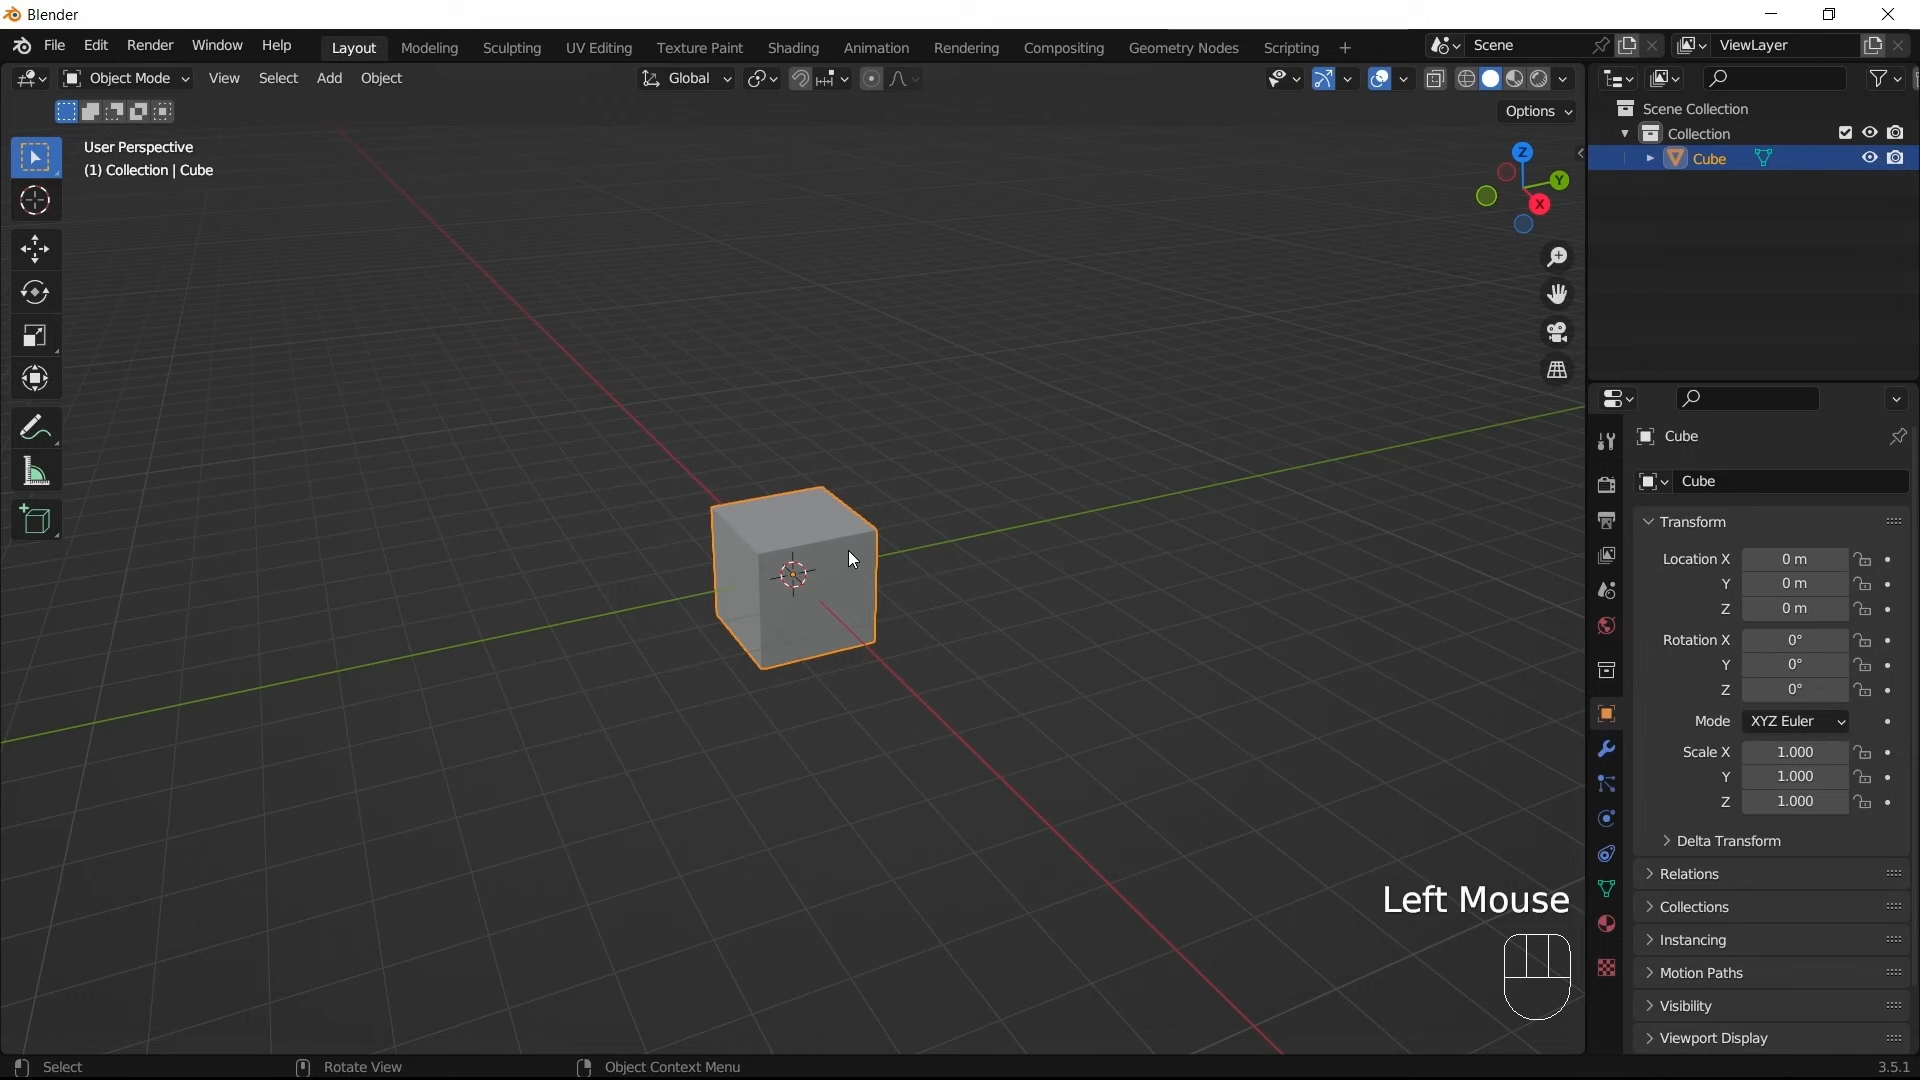 Blender
File Edit Render Window Help Layout Modeling Sculpting UV Editing Texture Paint Shading Animation Rendering Compositing Geometry Nodes Scripting + Scene ViewLayer
Object Mode View Select Add Object Global
Options
User Perspective
(1) Collection | Cube
Z
Y
X
Scene Collection
Collection
Cube
Cube
Cube
Transform
Location X 0 m
Y 0 m
Z 0 m
Rotation X 0°
Y 0°
Z 0°
Mode XYZ Euler
Scale X 1.000
Y 1.000
Z 1.000
Delta Transform
Relations
Collections
Instancing
Motion Paths
Visibility
Viewport Display
Left Mouse
Select Rotate View Object Context Menu 3.5.1